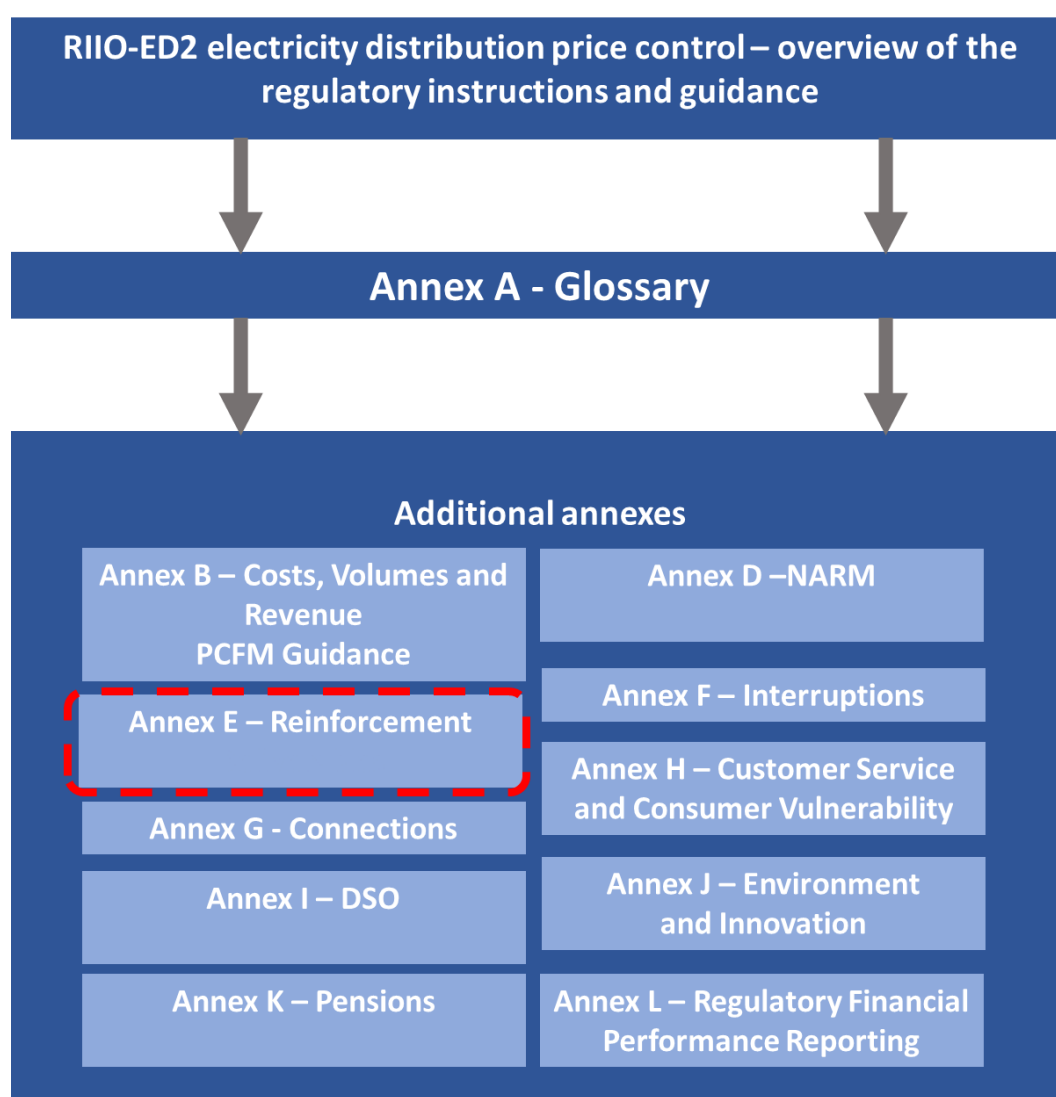 RIIO-ED2 electricity distribution price control – overview of the
regulatory instructions and guidance
Annex A - Glossary
Additional annexes
Annex B – Costs, Volumes and
Revenue
PCFM Guidance
Annex D –NARM
Annex E – Reinforcement
Annex F – Interruptions
Annex G - Connections
Annex H – Customer Service
and Consumer Vulnerability
Annex I – DSO
Annex J – Environment
and Innovation
Annex K – Pensions
Annex L – Regulatory Financial
Performance Reporting